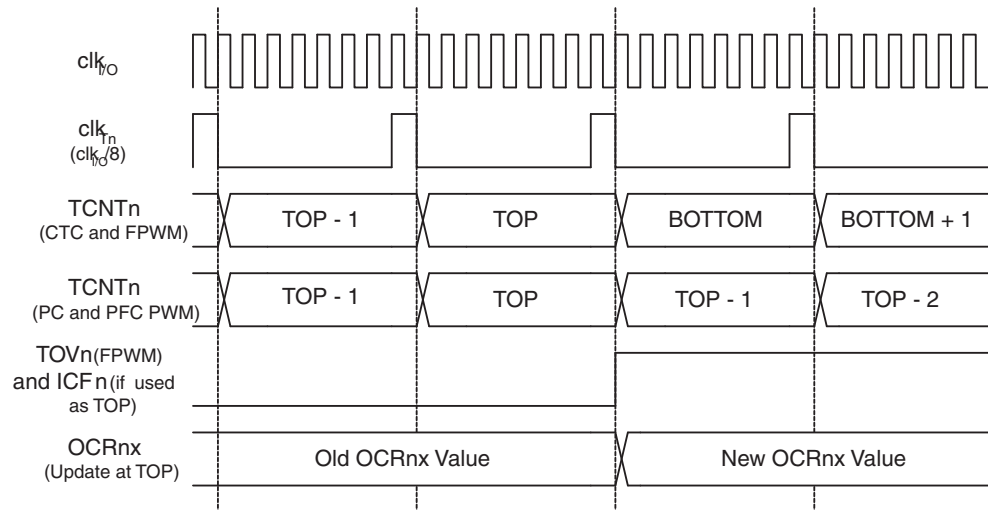 clkI/O
clkTn
(clkI/O/8)
TCNTn
(CTC and FPWM)
TOP - 1 TOP BOTTOM BOTTOM + 1
TCNTn
(PC and PFC PWM)
TOP - 1 TOP TOP - 1 TOP - 2
TOVn(FPWM)
and ICFn(if used
as TOP)
OCRnx
(Update at TOP)
Old OCRnx Value New OCRnx Value